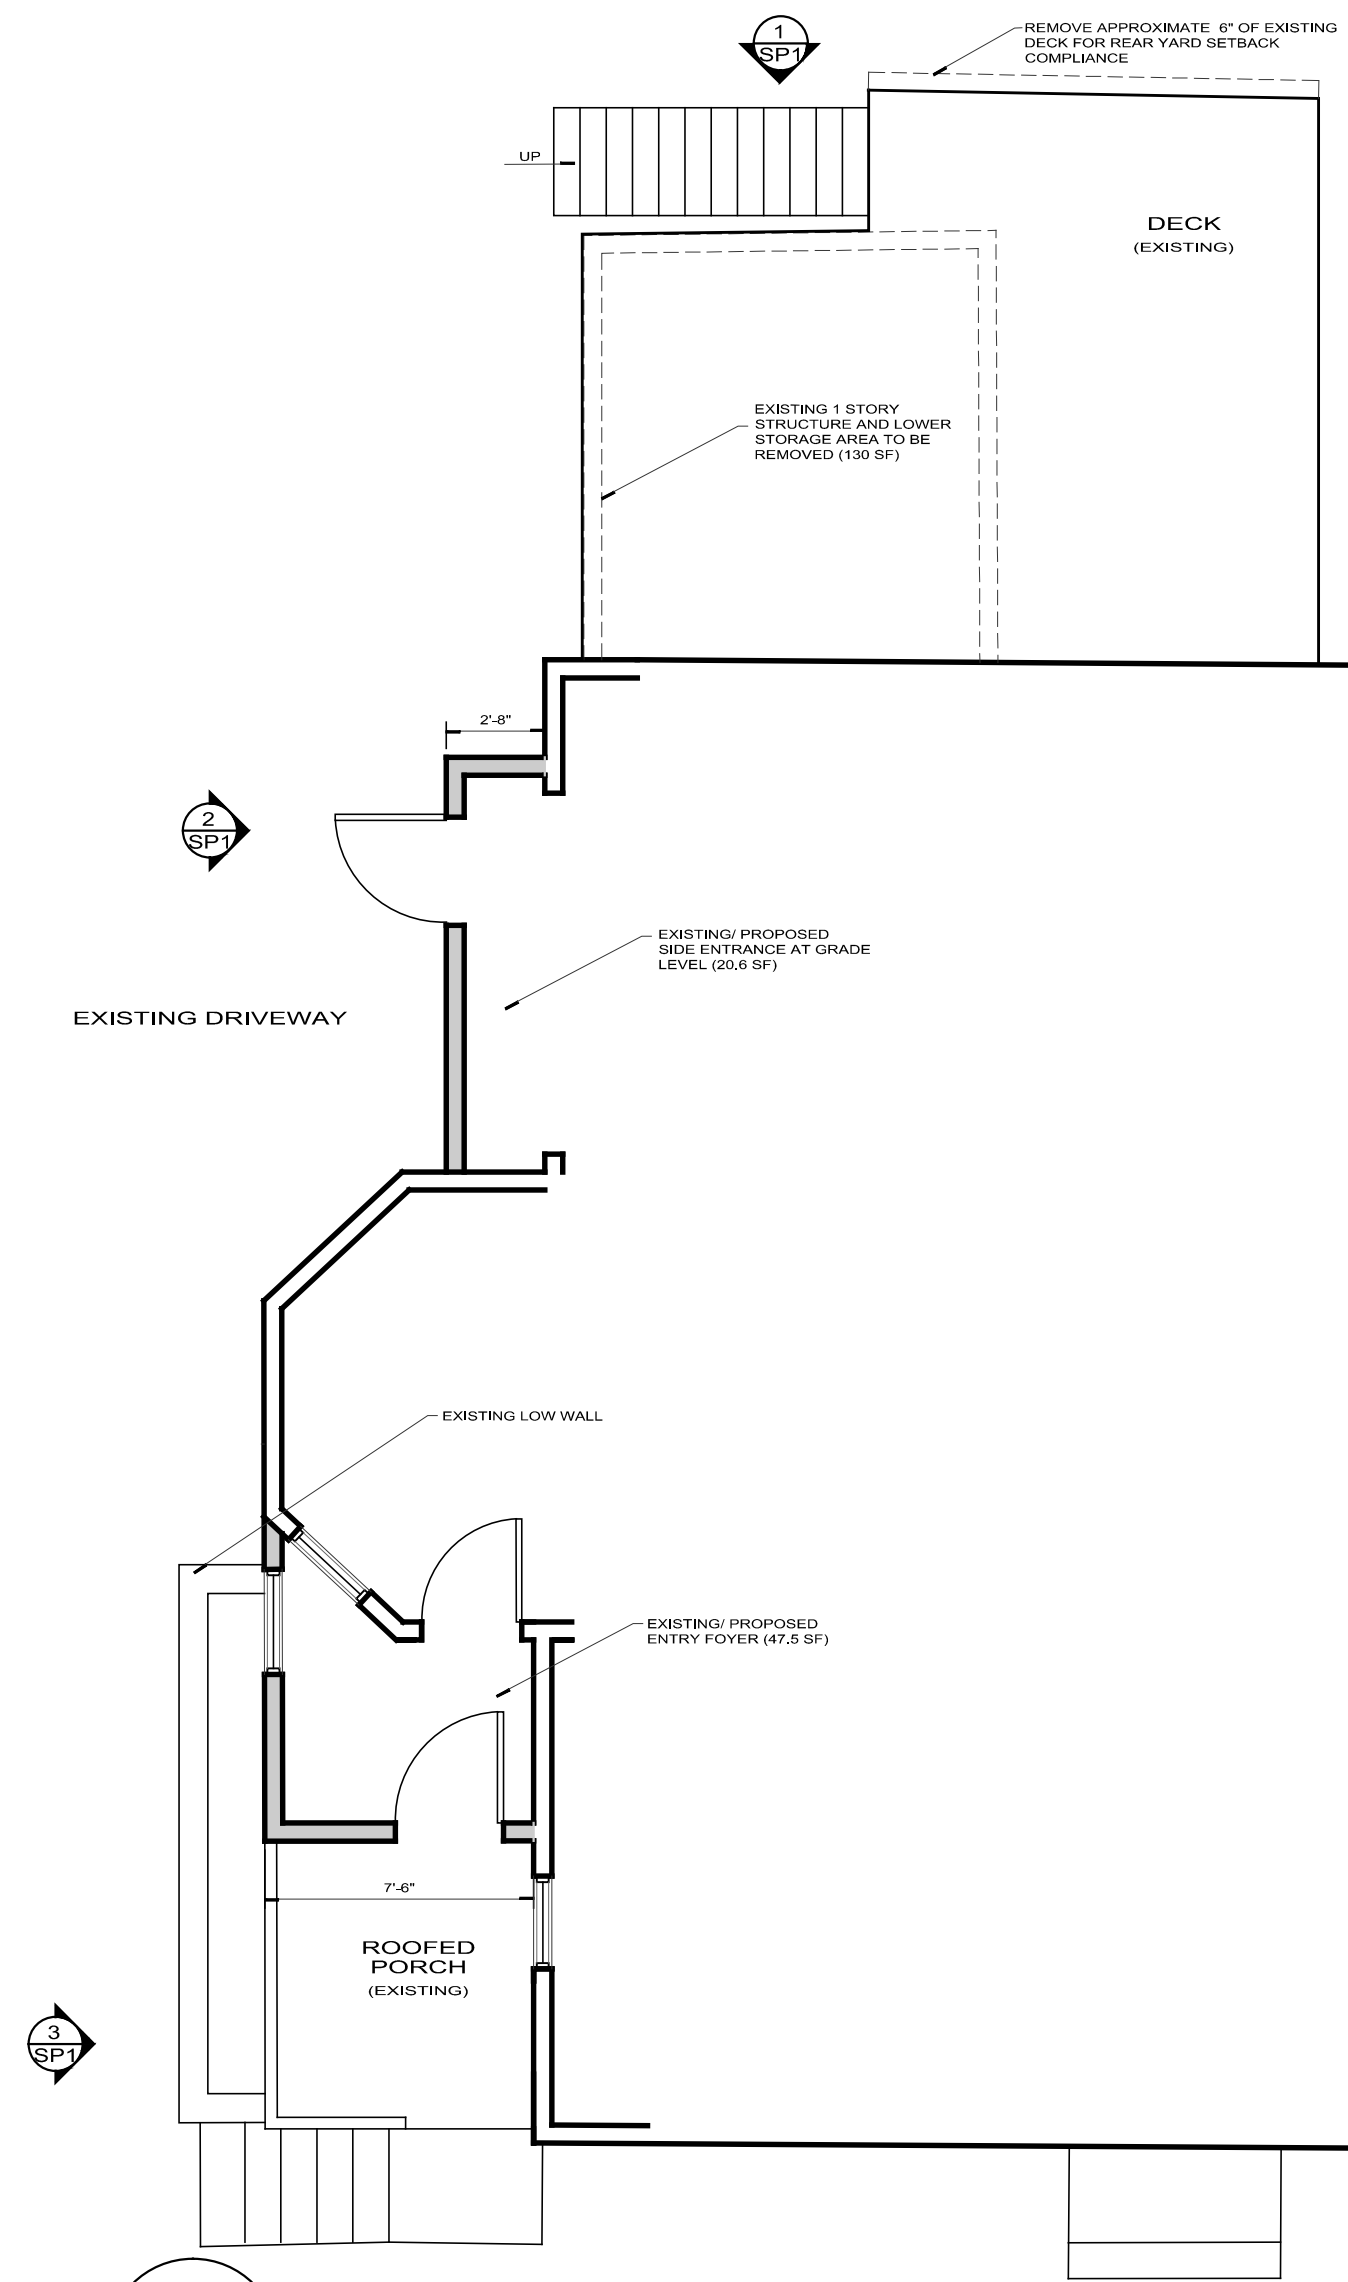 1
SP1
REMOVE APPROXIMATE 6" OF EXISTING
DECK FOR REAR YARD SETBACK
COMPLIANCE
UP
DECK
(EXISTING)
EXISTING 1 STORY
STRUCTURE AND LOWER
STORAGE AREA TO BE
REMOVED (130 SF)
2'-8"
2
SP1
EXISTING/ PROPOSED
SIDE ENTRANCE AT GRADE
LEVEL (20.6 SF)
EXISTING DRIVEWAY
EXISTING LOW WALL
EXISTING/ PROPOSED
ENTRY FOYER (47.5 SF)
7'-6"
ROOFED
PORCH
(EXISTING)
3
SP1